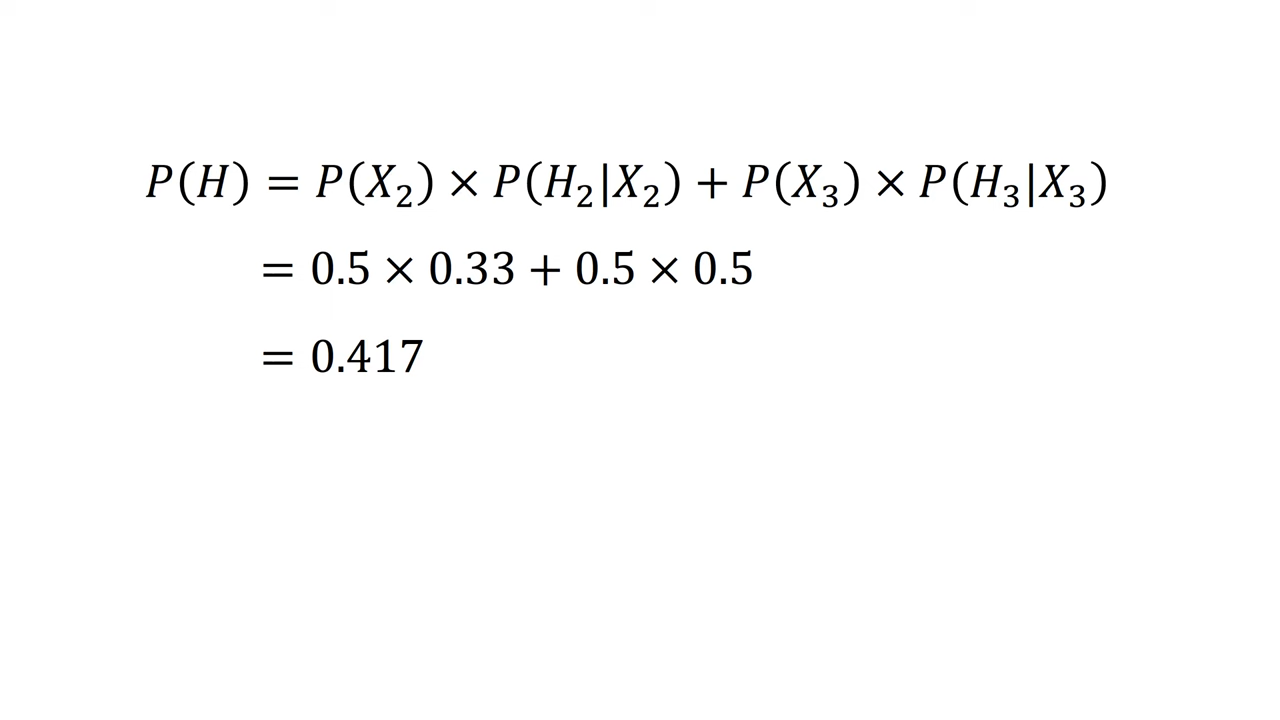 P(H) = P(X₂) × P(H₂|X₂) + P(X₃) × P(H₃|X₃)
= 0.5 × 0.33 + 0.5 × 0.5
= 0.417